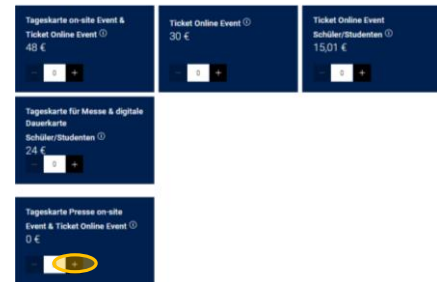 Tageskarte on-site Event &
Ticket Online Event ⓘ
48 €
- 0 +
Ticket Online Event ⓘ
30 €
- 0 +
Ticket Online Event
Schüler/Studenten ⓘ
15,01 €
- 0 +
Tageskarte für Messe & digitale
Dauerkarte
Schüler/Studenten ⓘ
24 €
- 0 +
Tageskarte Presse on-site
Event & Ticket Online Event ⓘ
0 €
- +